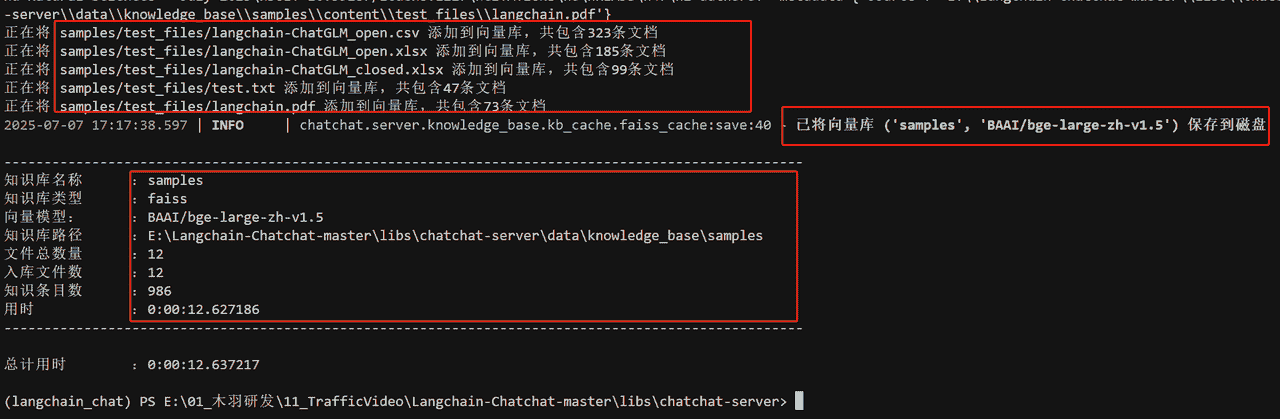 -server\\data\\knowledge_base\\samples\\content\\test_files\\langchain.pdf'}
正在将 samples/test_files/langchain-ChatGLM_open.csv 添加到向量库，共包含323条文档
正在将 samples/test_files/langchain-ChatGLM_open.xlsx 添加到向量库，共包含185条文档
正在将 samples/test_files/langchain-ChatGLM_closed.xlsx 添加到向量库，共包含99条文档
正在将 samples/test_files/test.txt 添加到向量库，共包含47条文档
正在将 samples/test_files/langchain.pdf 添加到向量库，共包含73条文档
2025-07-07 17:17:38.597 | INFO     | chatchat.server.knowledge_base.kb_cache.faiss_cache:save:40 - 已将向量库 ('samples', 'BAAI/bge-large-zh-v1.5') 保存到磁盘
----------------------------------------------------------------------------------------------------
知识库名称 : samples
知识库类型 : faiss
向量模型: : BAAI/bge-large-zh-v1.5
知识库路径 : E:\Langchain-Chatchat-master\libs\chatchat-server\data\knowledge_base\samples
文件总数量 : 12
入库文件数 : 12
知识条目数 : 986
用时 : 0:00:12.627186
----------------------------------------------------------------------------------------------------
总计用时 : 0:00:12.637217
(langchain_chat) PS E:\01_木羽研发\11_TrafficVideo\Langchain-Chatchat-master\libs\chatchat-server>